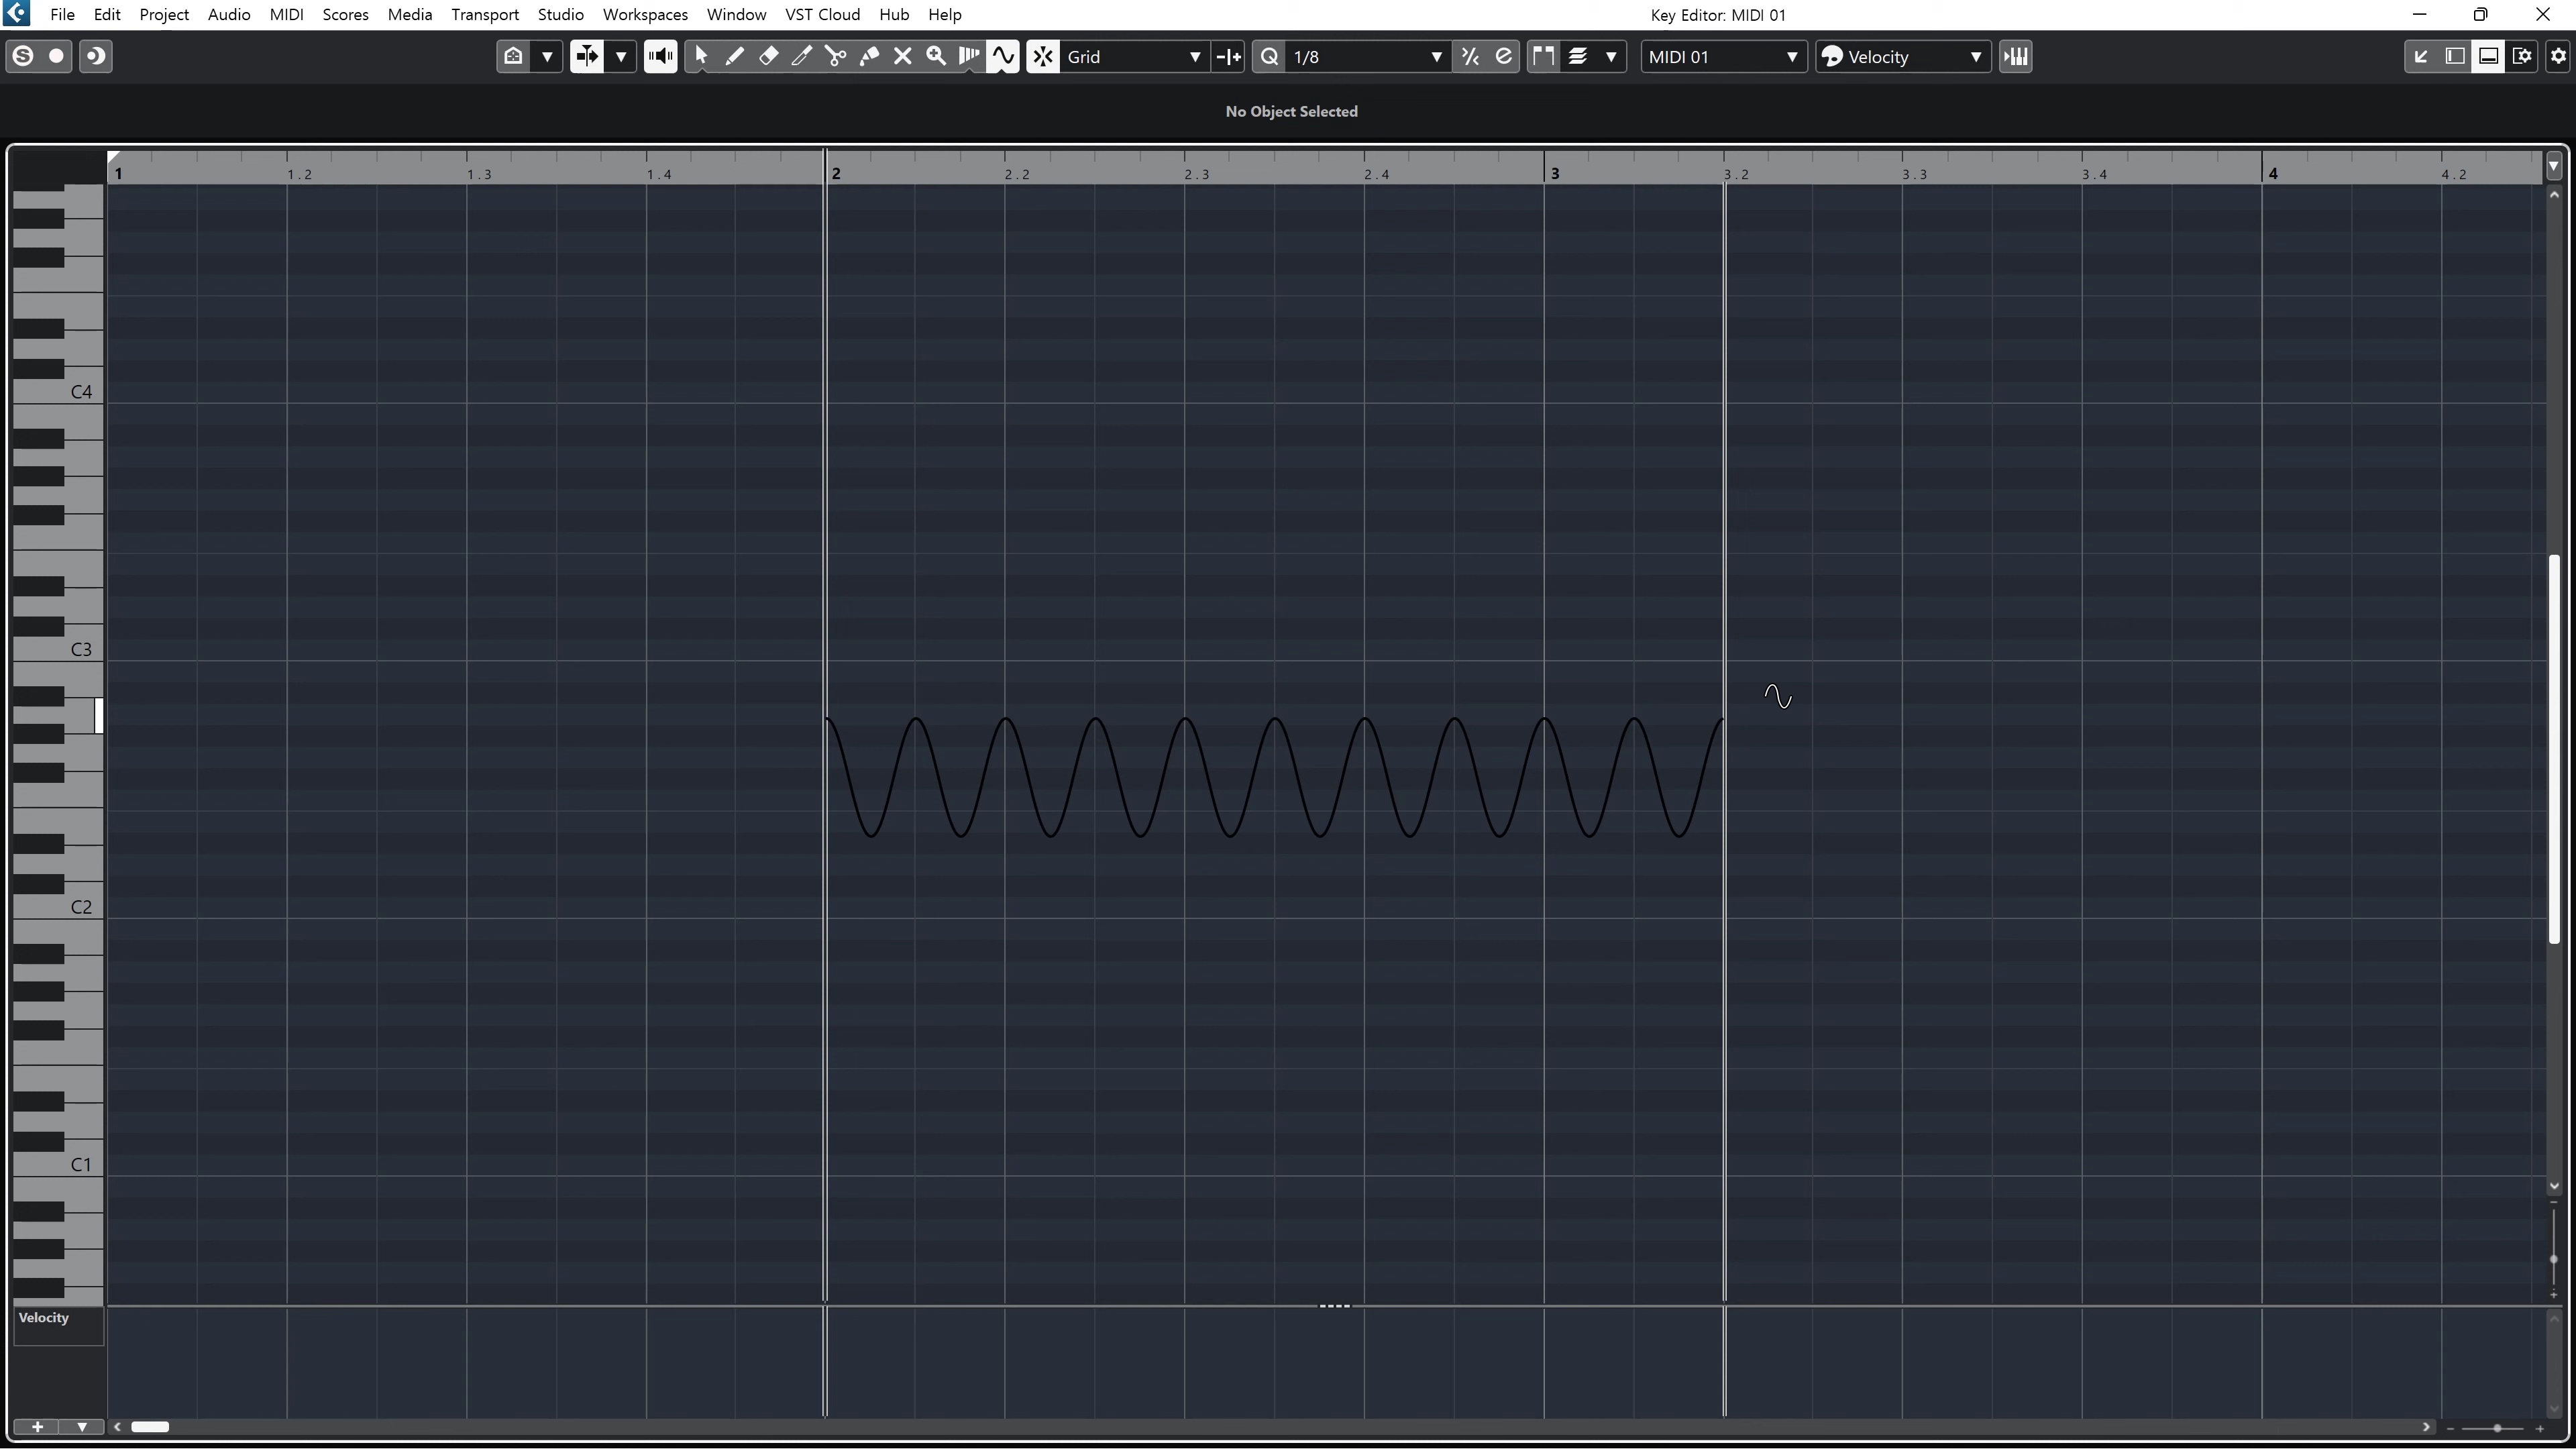 File Edit Project Audio MIDI Scores Media Transport Studio Workspaces Window VST Cloud Hub Help Key Editor: MIDI 01
Grid 1/8 MIDI 01 Velocity
No Object Selected
1 1.2 1.3 1.4 2 2.2 2.3 2.4 3 3.2 3.3 3.4 4 4.2
C4
C3
C2
C1
Velocity